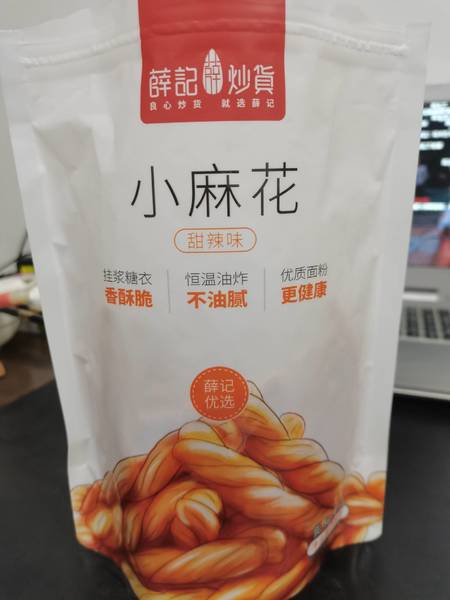 薛記 薛 炒貨
良心炒货 就选薛记
小麻花
甜辣味
挂浆糖衣
香酥脆
恒温油炸
不油腻
优质面粉
更健康
薛记
优选